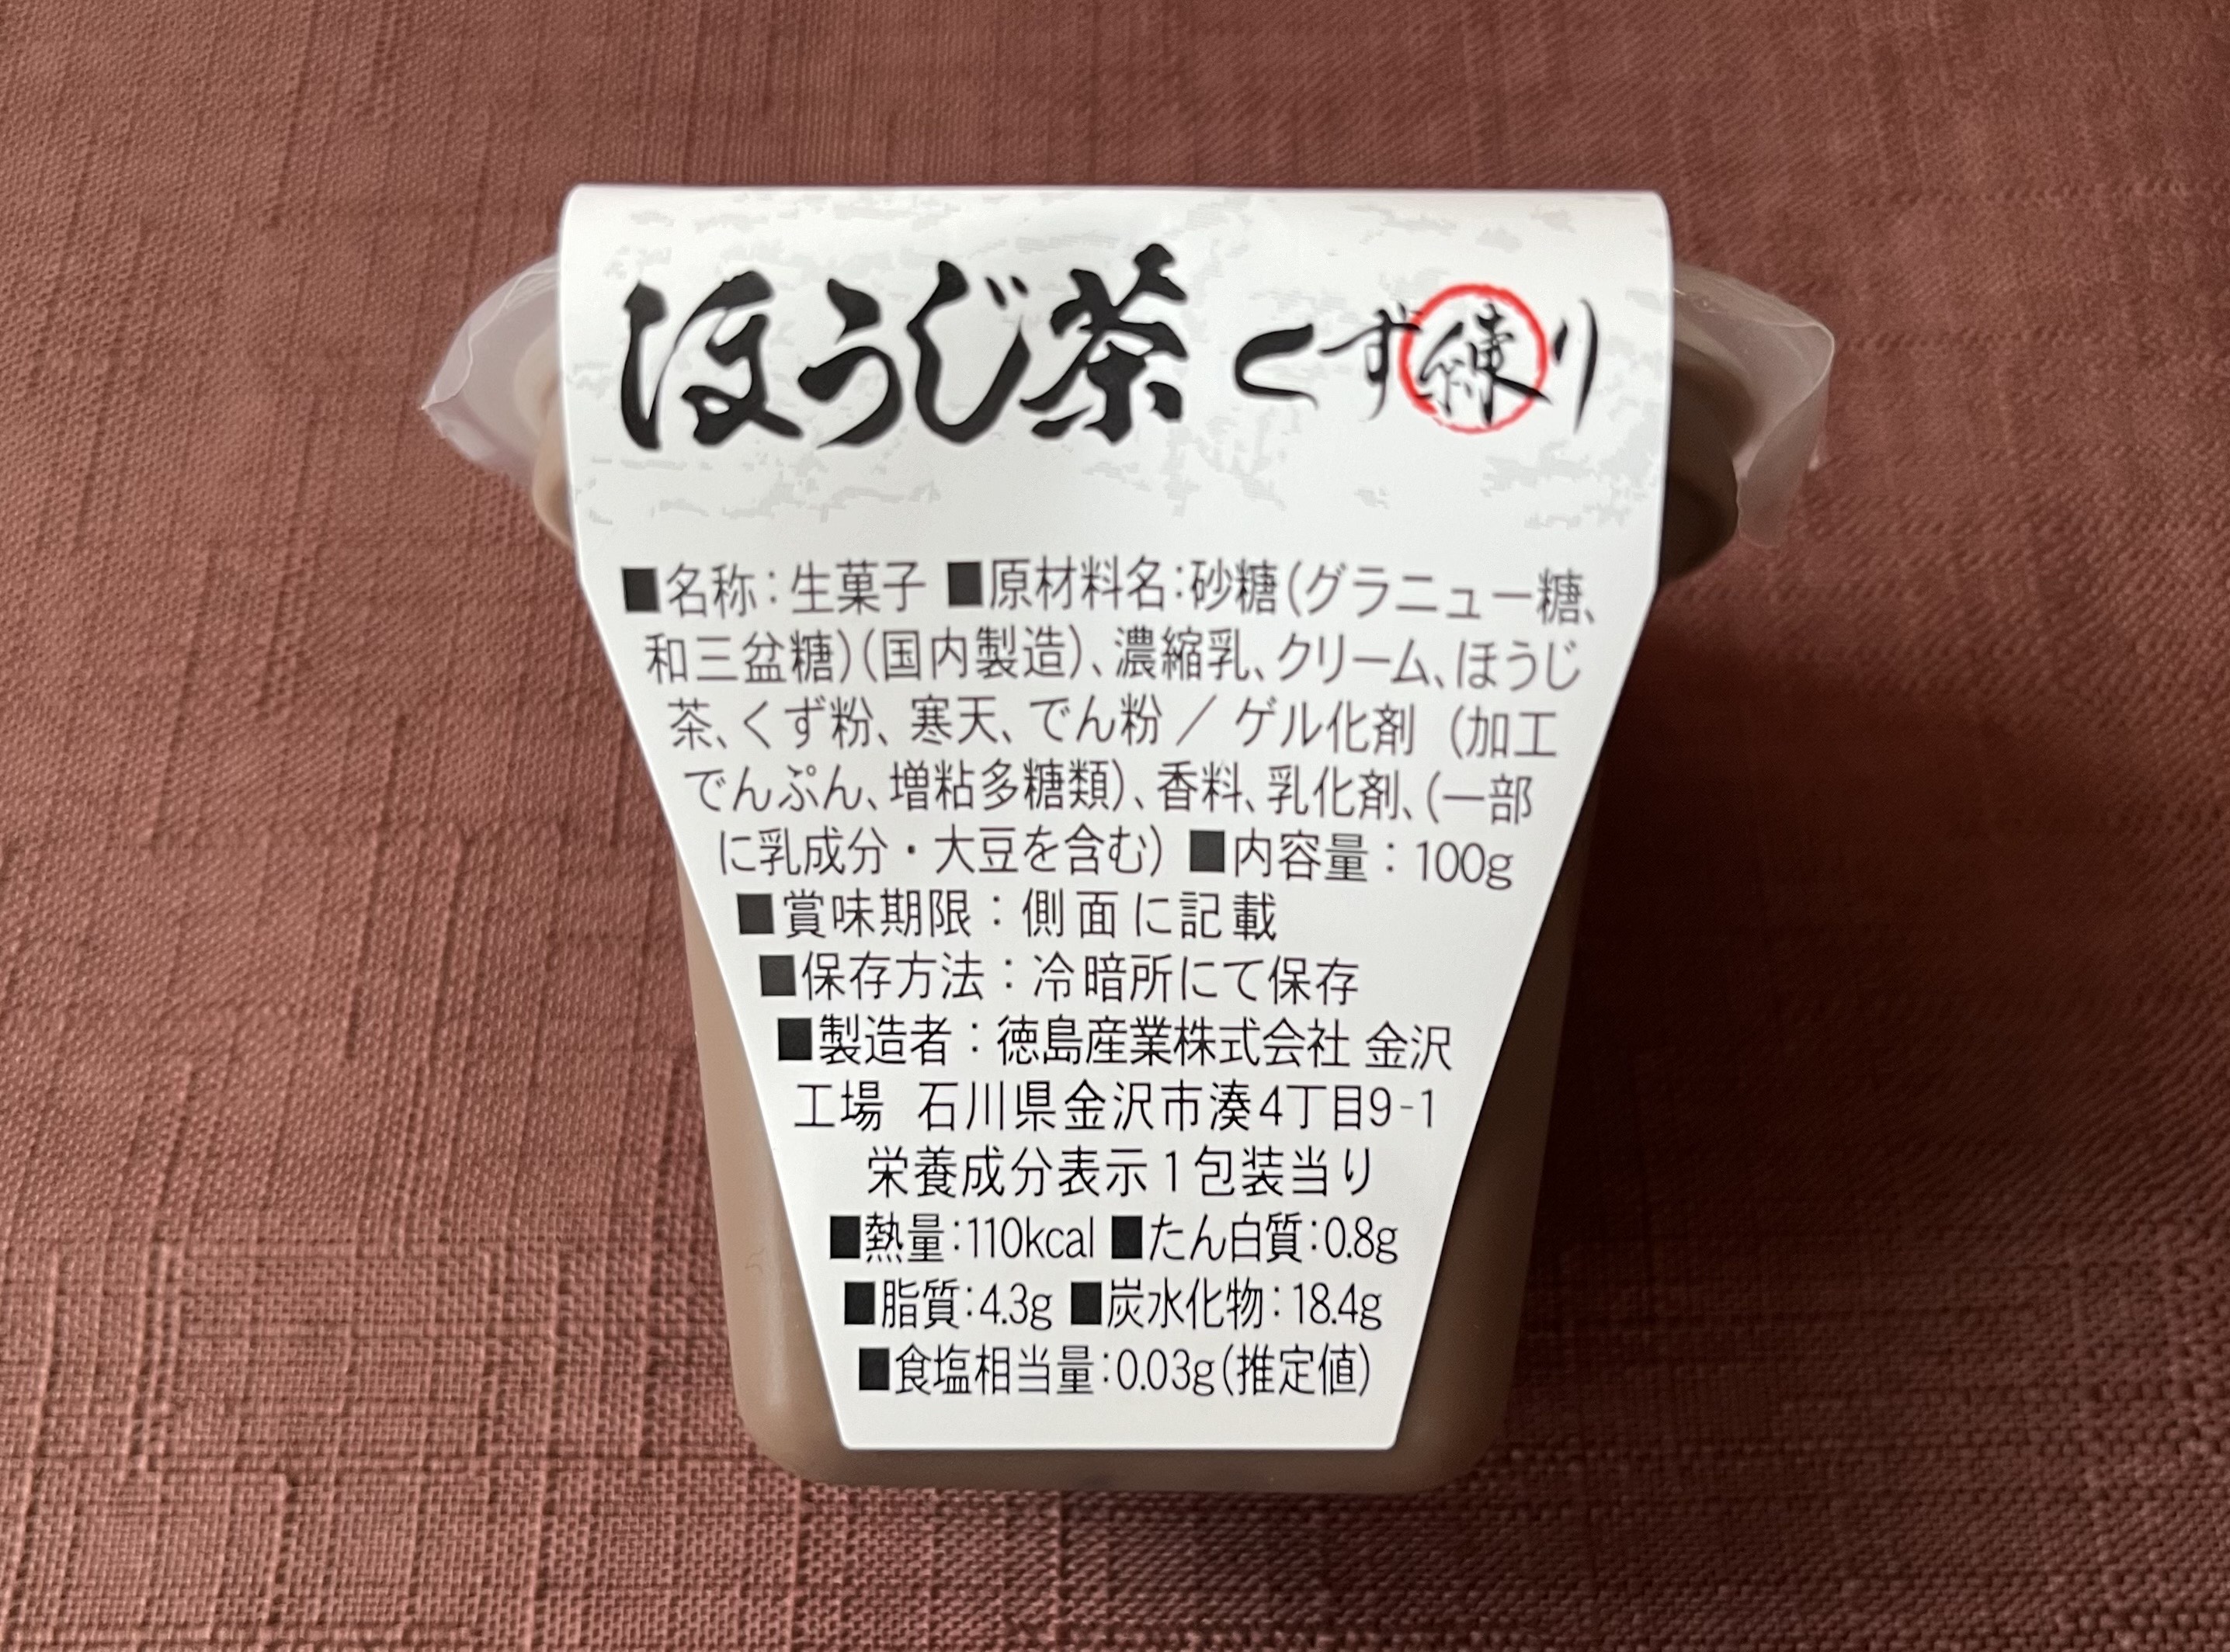 ほうじ茶 くず練り
■名称：生菓子 ■原材料名：砂糖(グラニュー糖、
和三盆糖)(国内製造)、濃縮乳、クリーム、ほうじ
茶、くず粉、寒天、でん粉／ゲル化剤 (加工
でんぷん、増粘多糖類)、香料、乳化剤、(一部
に乳成分・大豆を含む) ■内容量：100g
■賞味期限：側面に記載
■保存方法：冷暗所にて保存
■製造者：徳島産業株式会社 金沢
工場 石川県金沢市湊4丁目9-1
栄養成分表示1包装当り
■熱量：110kcal ■たん白質：0.8g
■脂質：4.3g ■炭水化物：18.4g
■食塩相当量：0.03g(推定値)